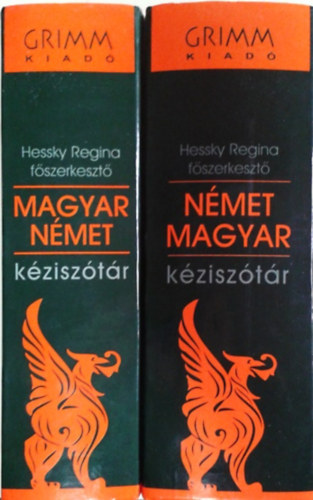 GRIMM
KIADÓ
Hessky Regina
főszerkesztő
MAGYAR
NÉMET
kéziszótár
GRIMM
KIADÓ
Hessky Regina
főszerkesztő
NÉMET
MAGYAR
kéziszótár